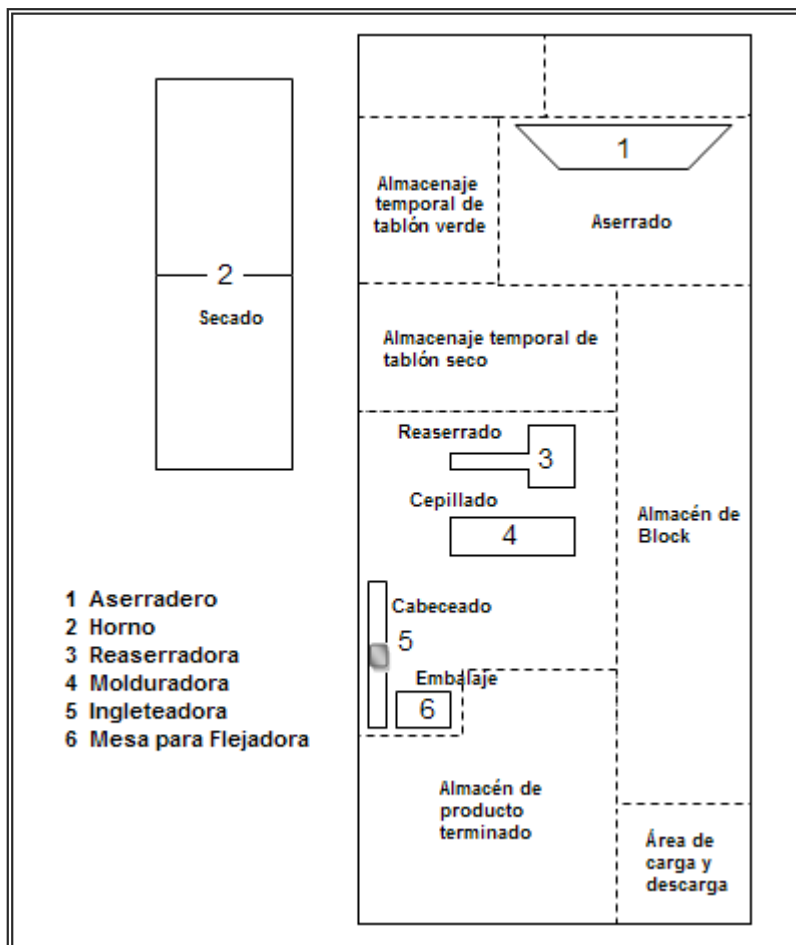 1
Almacenaje
temporal de
tablón verde
Aserrado
2
Secado
Almacenaje temporal de
tablón seco
Reaserrado
3
Cepillado
4
Almacén de
Block
1 Aserradero
2 Horno
3 Reaserradora
4 Molduradora
5 Ingleteadora
6 Mesa para Flejadora
Cabeceado
5
Embalaje
6
Almacén de
producto
terminado
Área de
carga y
descarga